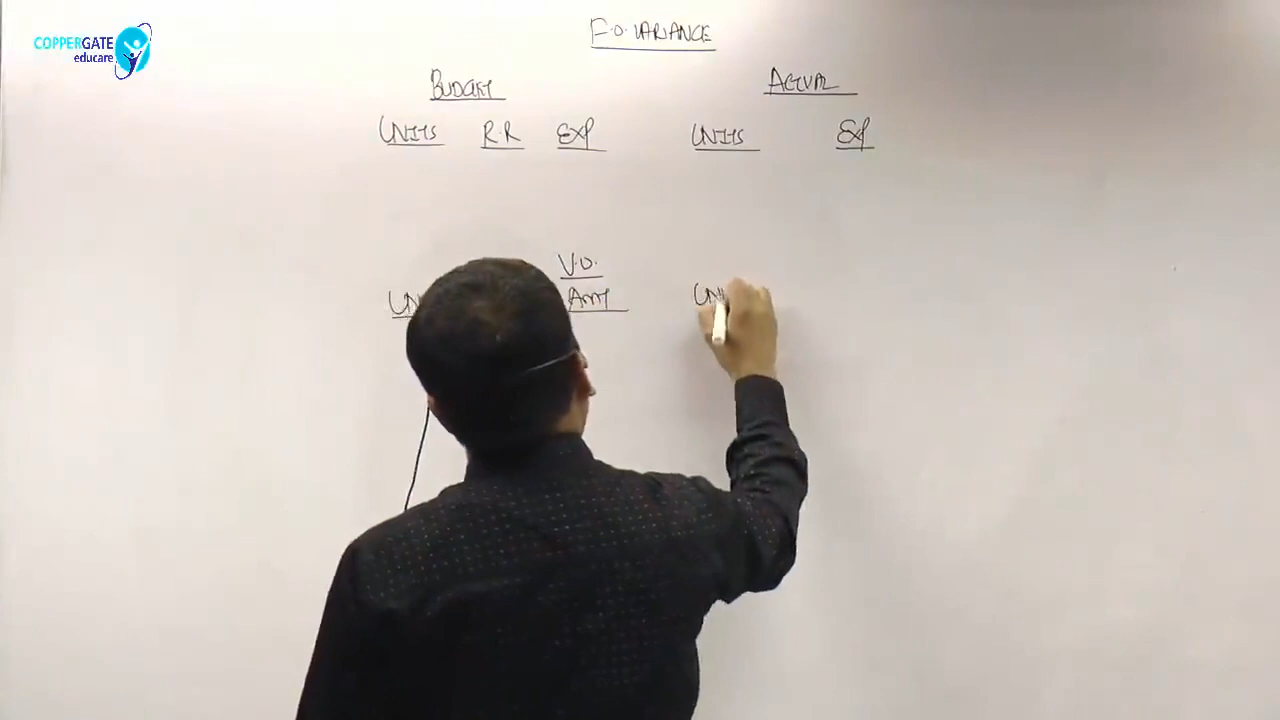 COPPERGATE
educare
F.O. VARIANCE
BUDGET ACTUAL
UNITS R.R EXP UNITS EXP
V.O.
AMT